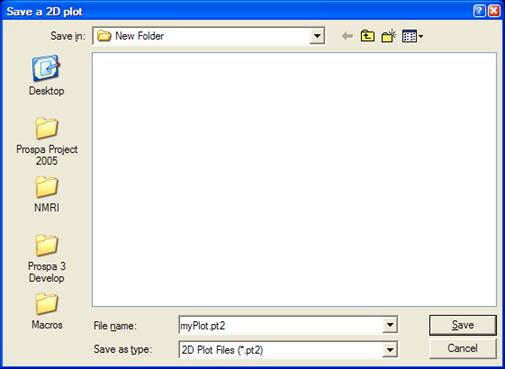 Save a 2D plot
Save in: New Folder
Desktop
Prospa Project
2005
NMRI
Prospa 3
Develop
Macros
File name: myPlot.pt2 Save
Save as type: 2D Plot Files (*.pt2) Cancel